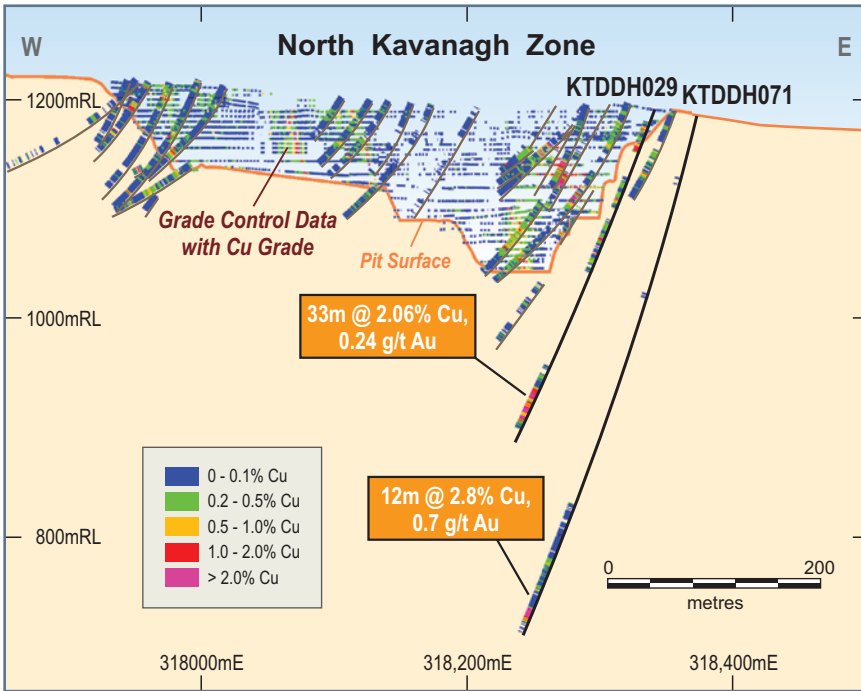 W
North Kavanagh Zone
E
KTDDH029
KTDDH071
1200mRL
Grade Control Data
with Cu Grade
Pit Surface
1000mRL
33m @ 2.06% Cu,
0.24 g/t Au
0 - 0.1% Cu
0.2 - 0.5% Cu
0.5 - 1.0% Cu
1.0 - 2.0% Cu
> 2.0% Cu
12m @ 2.8% Cu,
0.7 g/t Au
800mRL
0
200
metres
318000mE
318,200mE
318,400mE